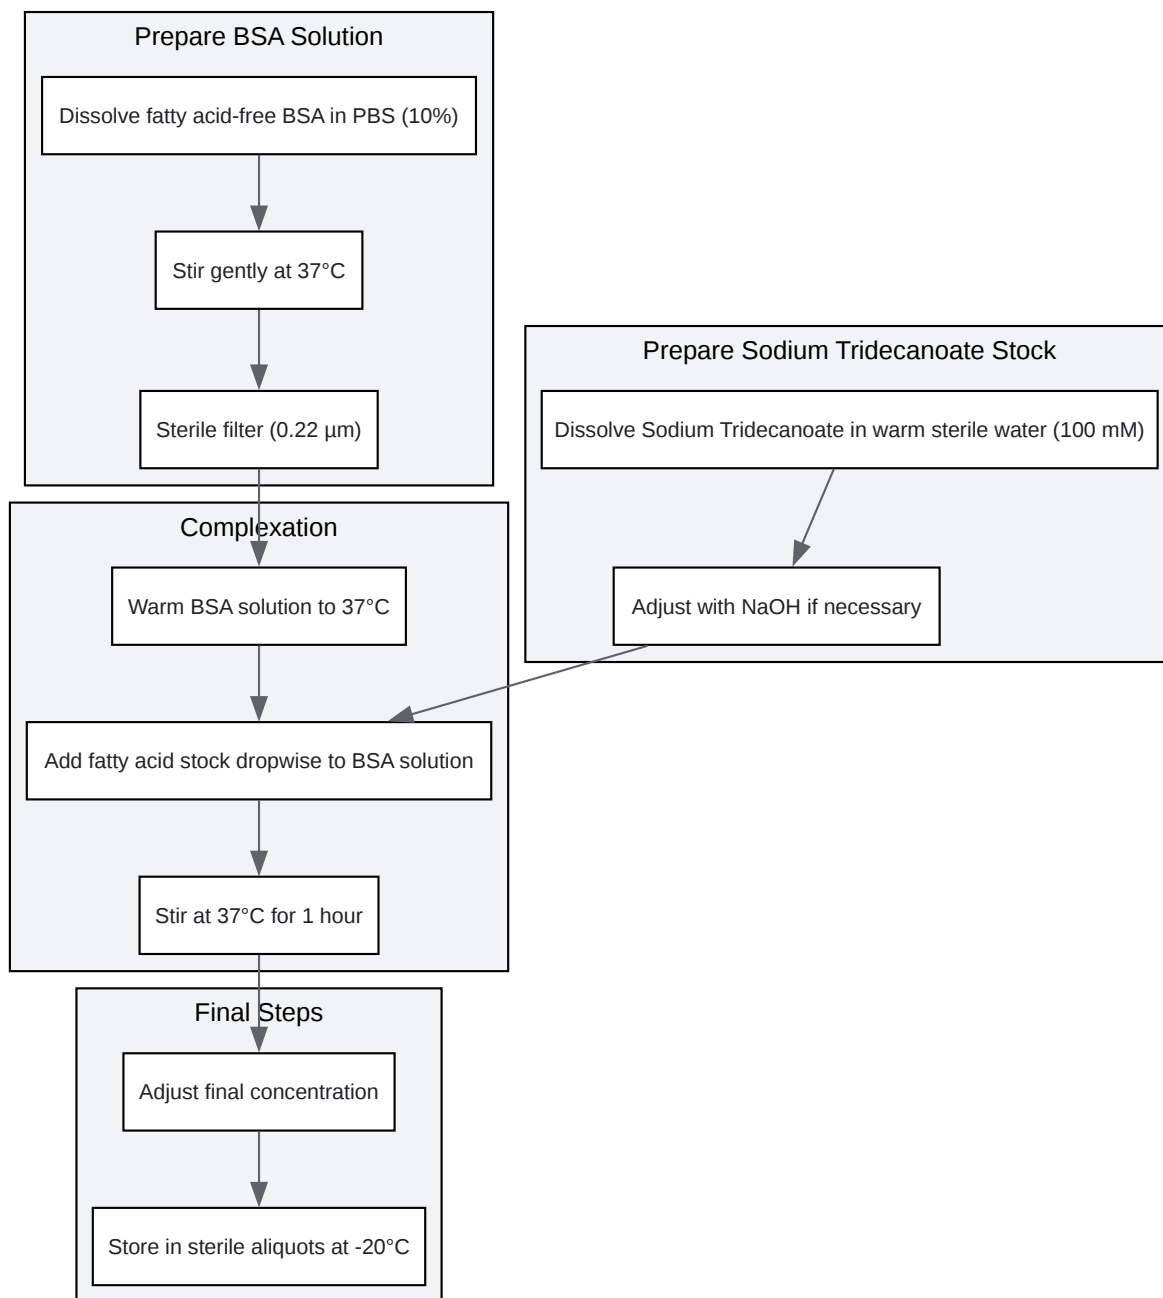 Prepare BSA Solution
Dissolve fatty acid-free BSA in PBS (10%)
Stir gently at 37°C
Sterile filter (0.22 µm)
Prepare Sodium Tridecanoate Stock
Dissolve Sodium Tridecanoate in warm sterile water (100 mM)
Adjust with NaOH if necessary
Complexation
Warm BSA solution to 37°C
Add fatty acid stock dropwise to BSA solution
Stir at 37°C for 1 hour
Final Steps
Adjust final concentration
Store in sterile aliquots at -20°C